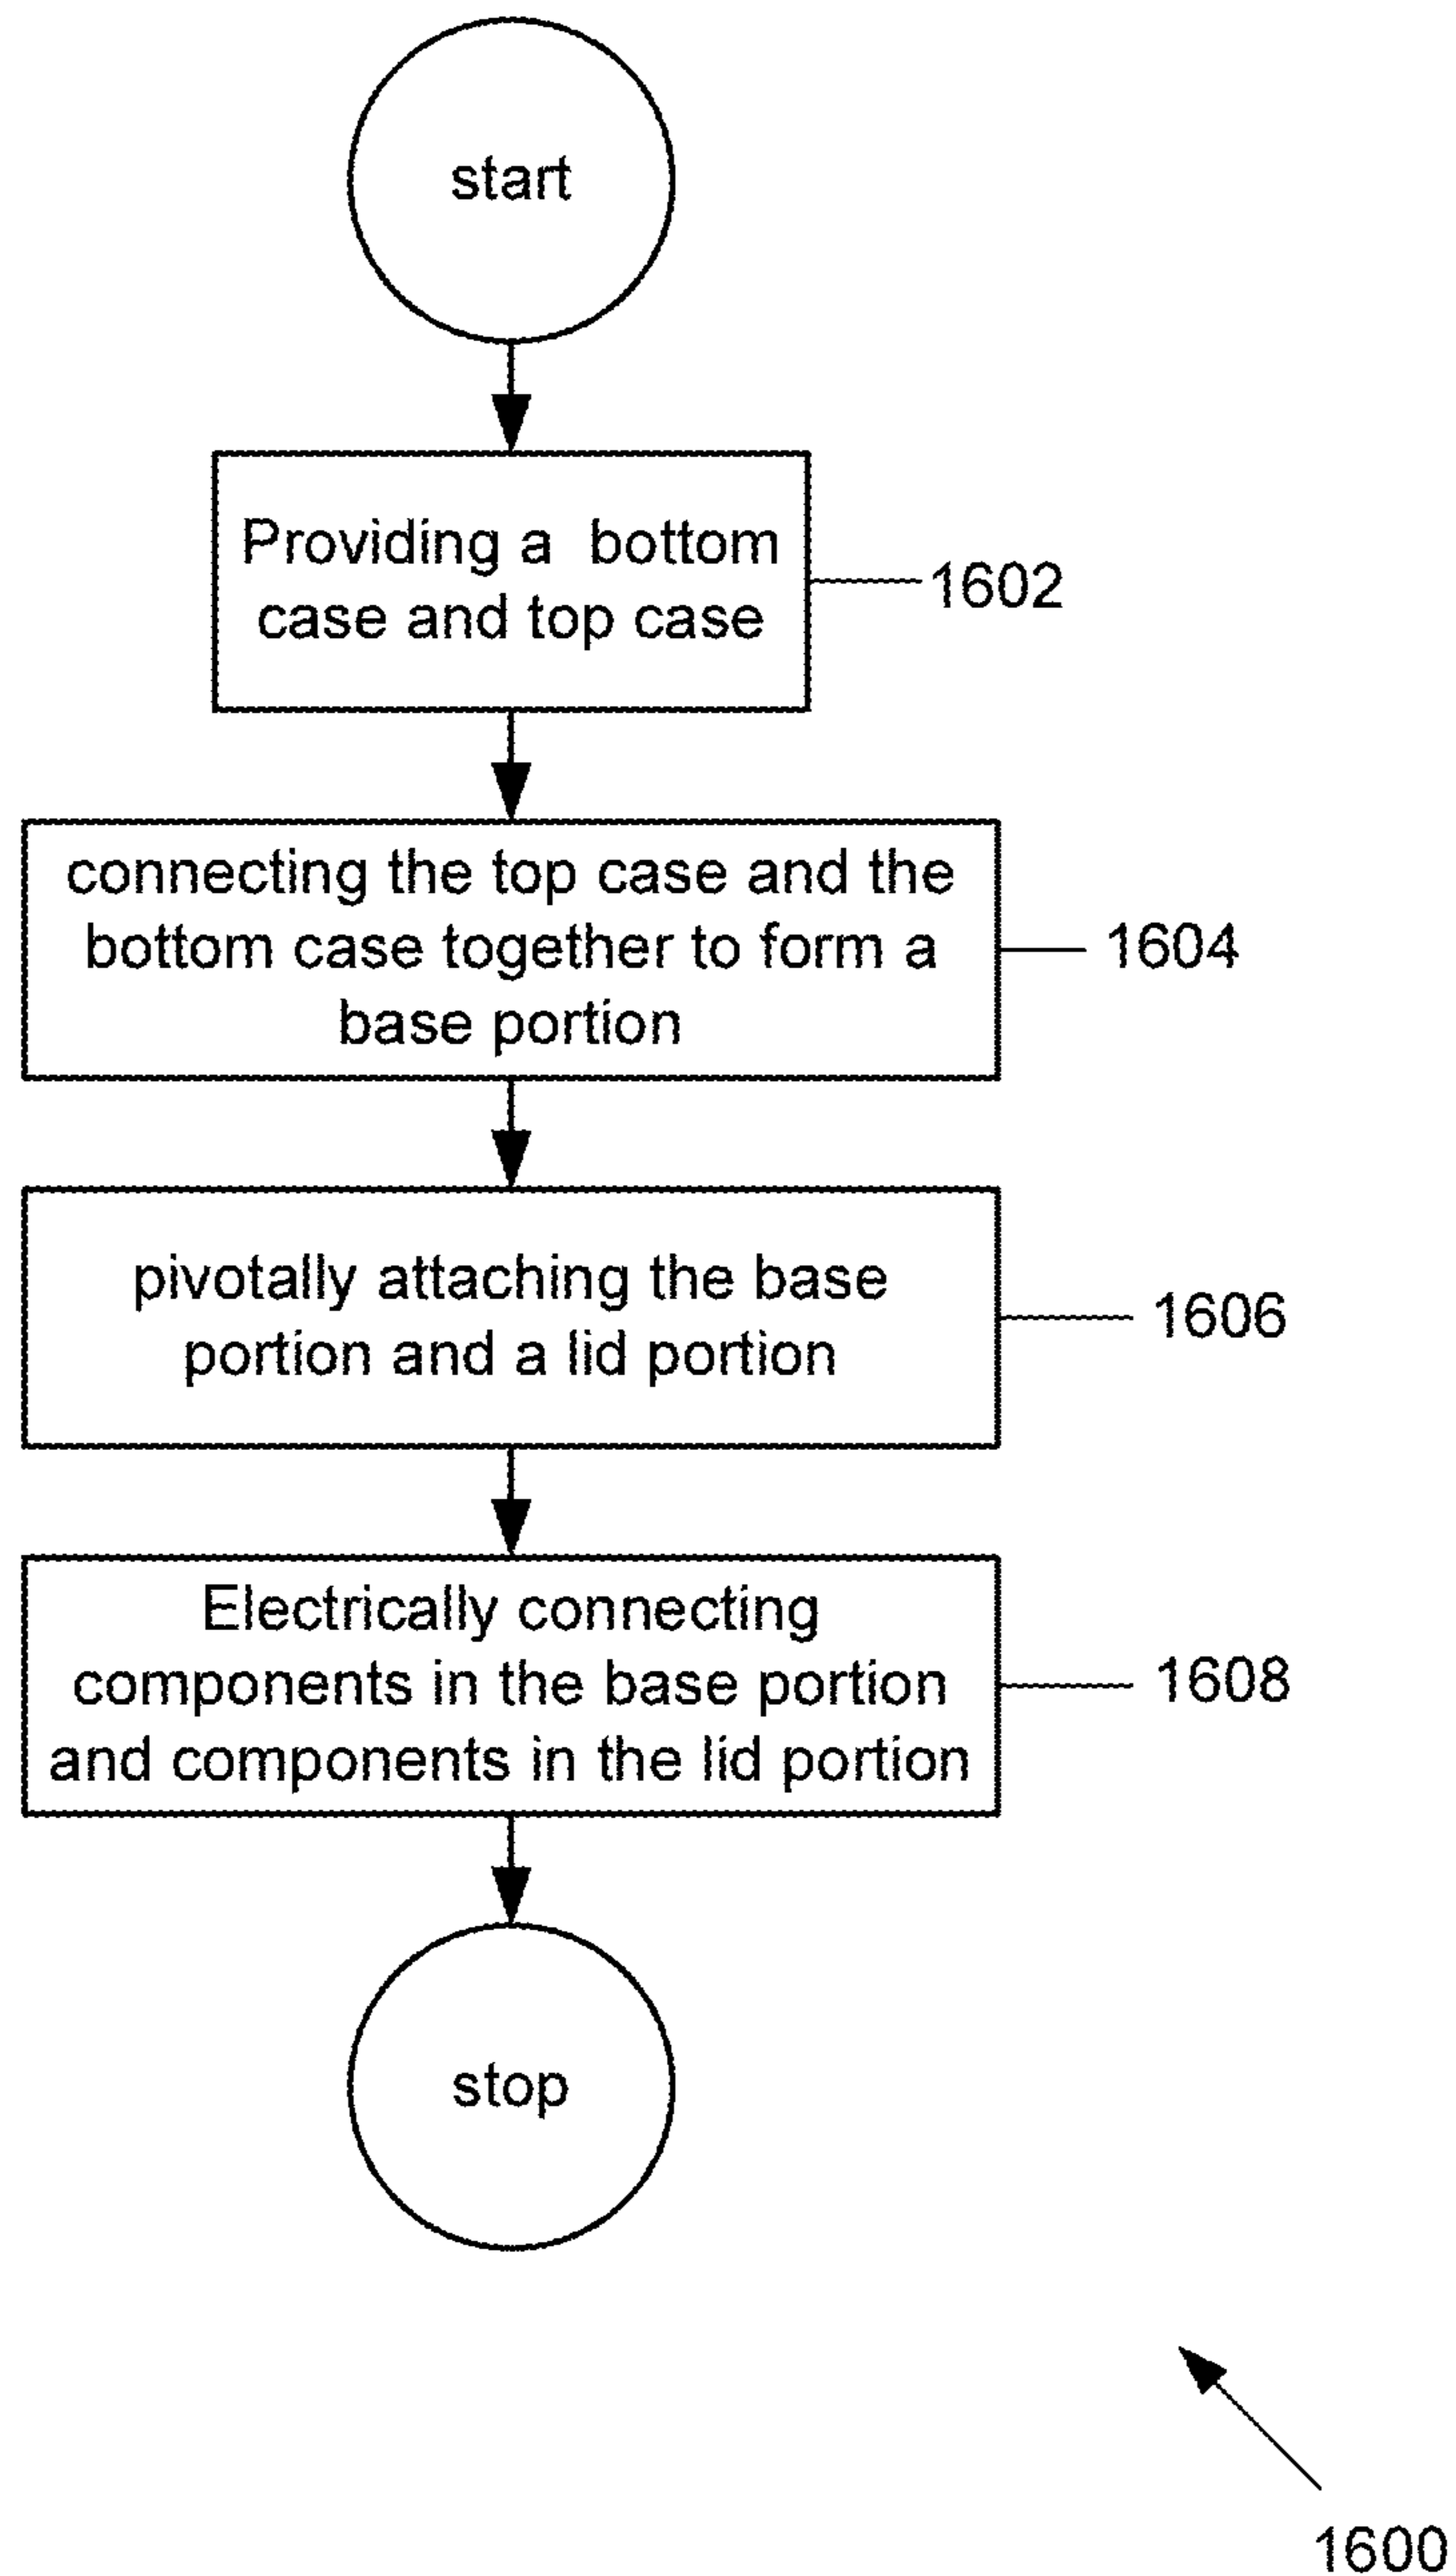 start
Providing a bottom
case and top case
1602
connecting the top case and the
bottom case together to form a
base portion
1604
pivotally attaching the base
portion and a lid portion
1606
Electrically connecting
components in the base portion
and components in the lid portion
1608
stop
1600